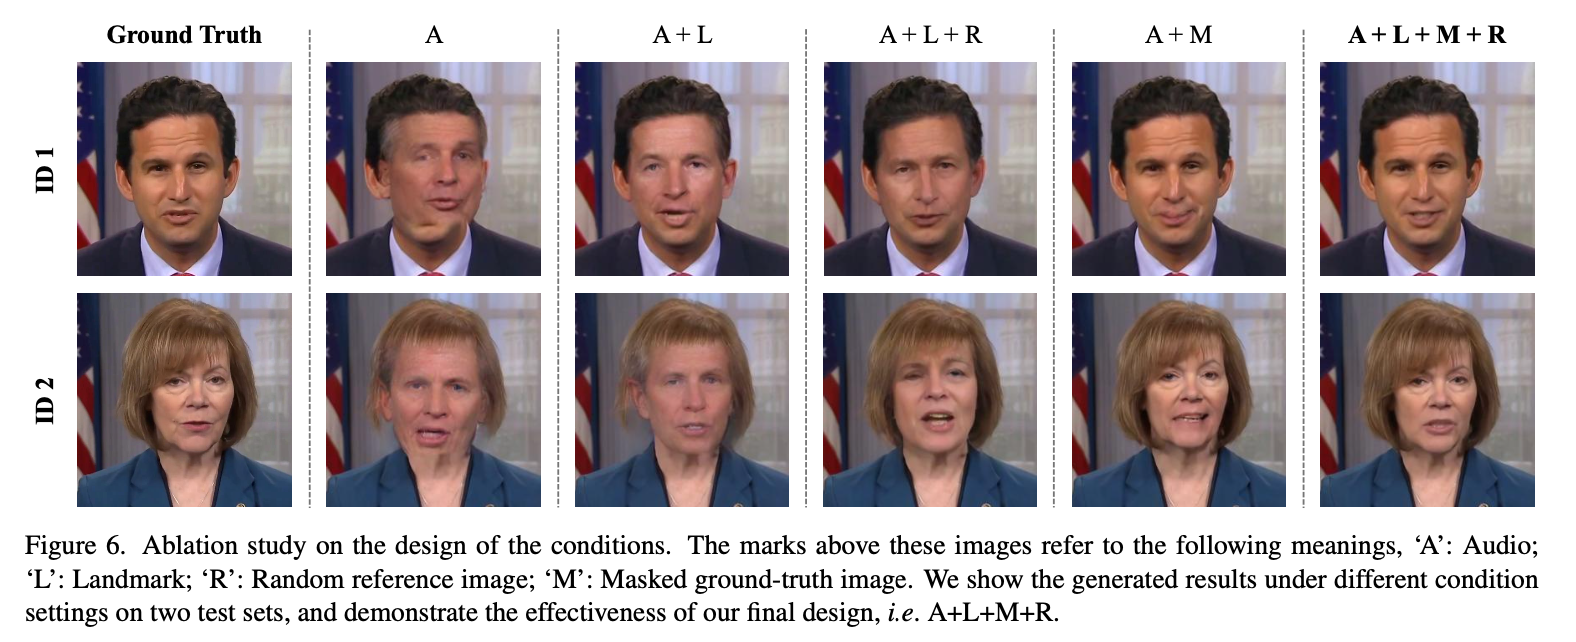 Ground Truth A A + L A + L + R A + M A + L + M + R
ID 1
ID 2
Figure 6. Ablation study on the design of the conditions. The marks above these images refer to the following meanings, ‘A’: Audio;
‘L’: Landmark; ‘R’: Random reference image; ‘M’: Masked ground-truth image. We show the generated results under different condition
settings on two test sets, and demonstrate the effectiveness of our final design, i.e. A+L+M+R.